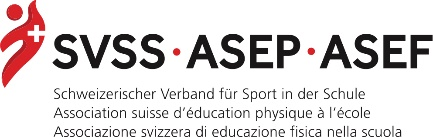 SVSS · ASEP · ASEF
Schweizerischer Verband für Sport in der Schule
Association suisse d'éducation physique à l'école
Associazione svizzera di educazione fisica nella scuola